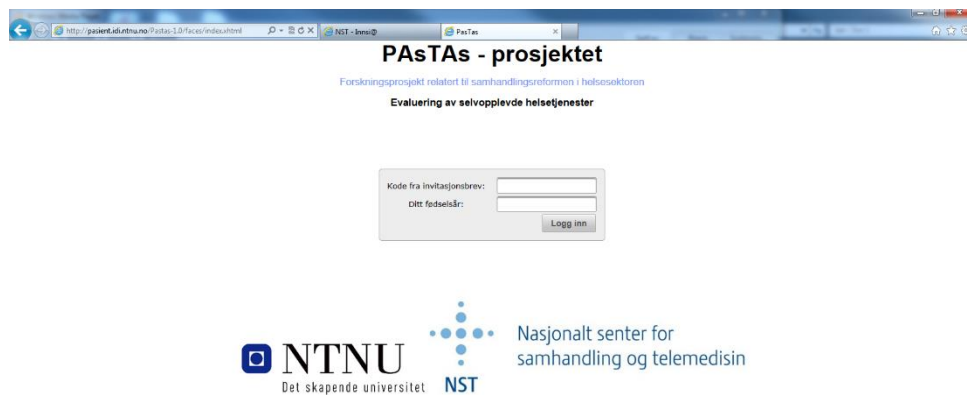 http://pasient.idi.ntnu.no/Pastas-1.0/faces/index.xhtml
NST - Innsi@
PasTas
PAsTAs - prosjektet
Forskningsprosjekt relatert til samhandlingsreformen i helsesektoren
Evaluering av selvopplevde helsetjenester
Kode fra invitasjonsbrev:
Ditt fødselsår:
Logg inn
NTNU
Det skapende universitet
NST
Nasjonalt senter for
samhandling og telemedisin